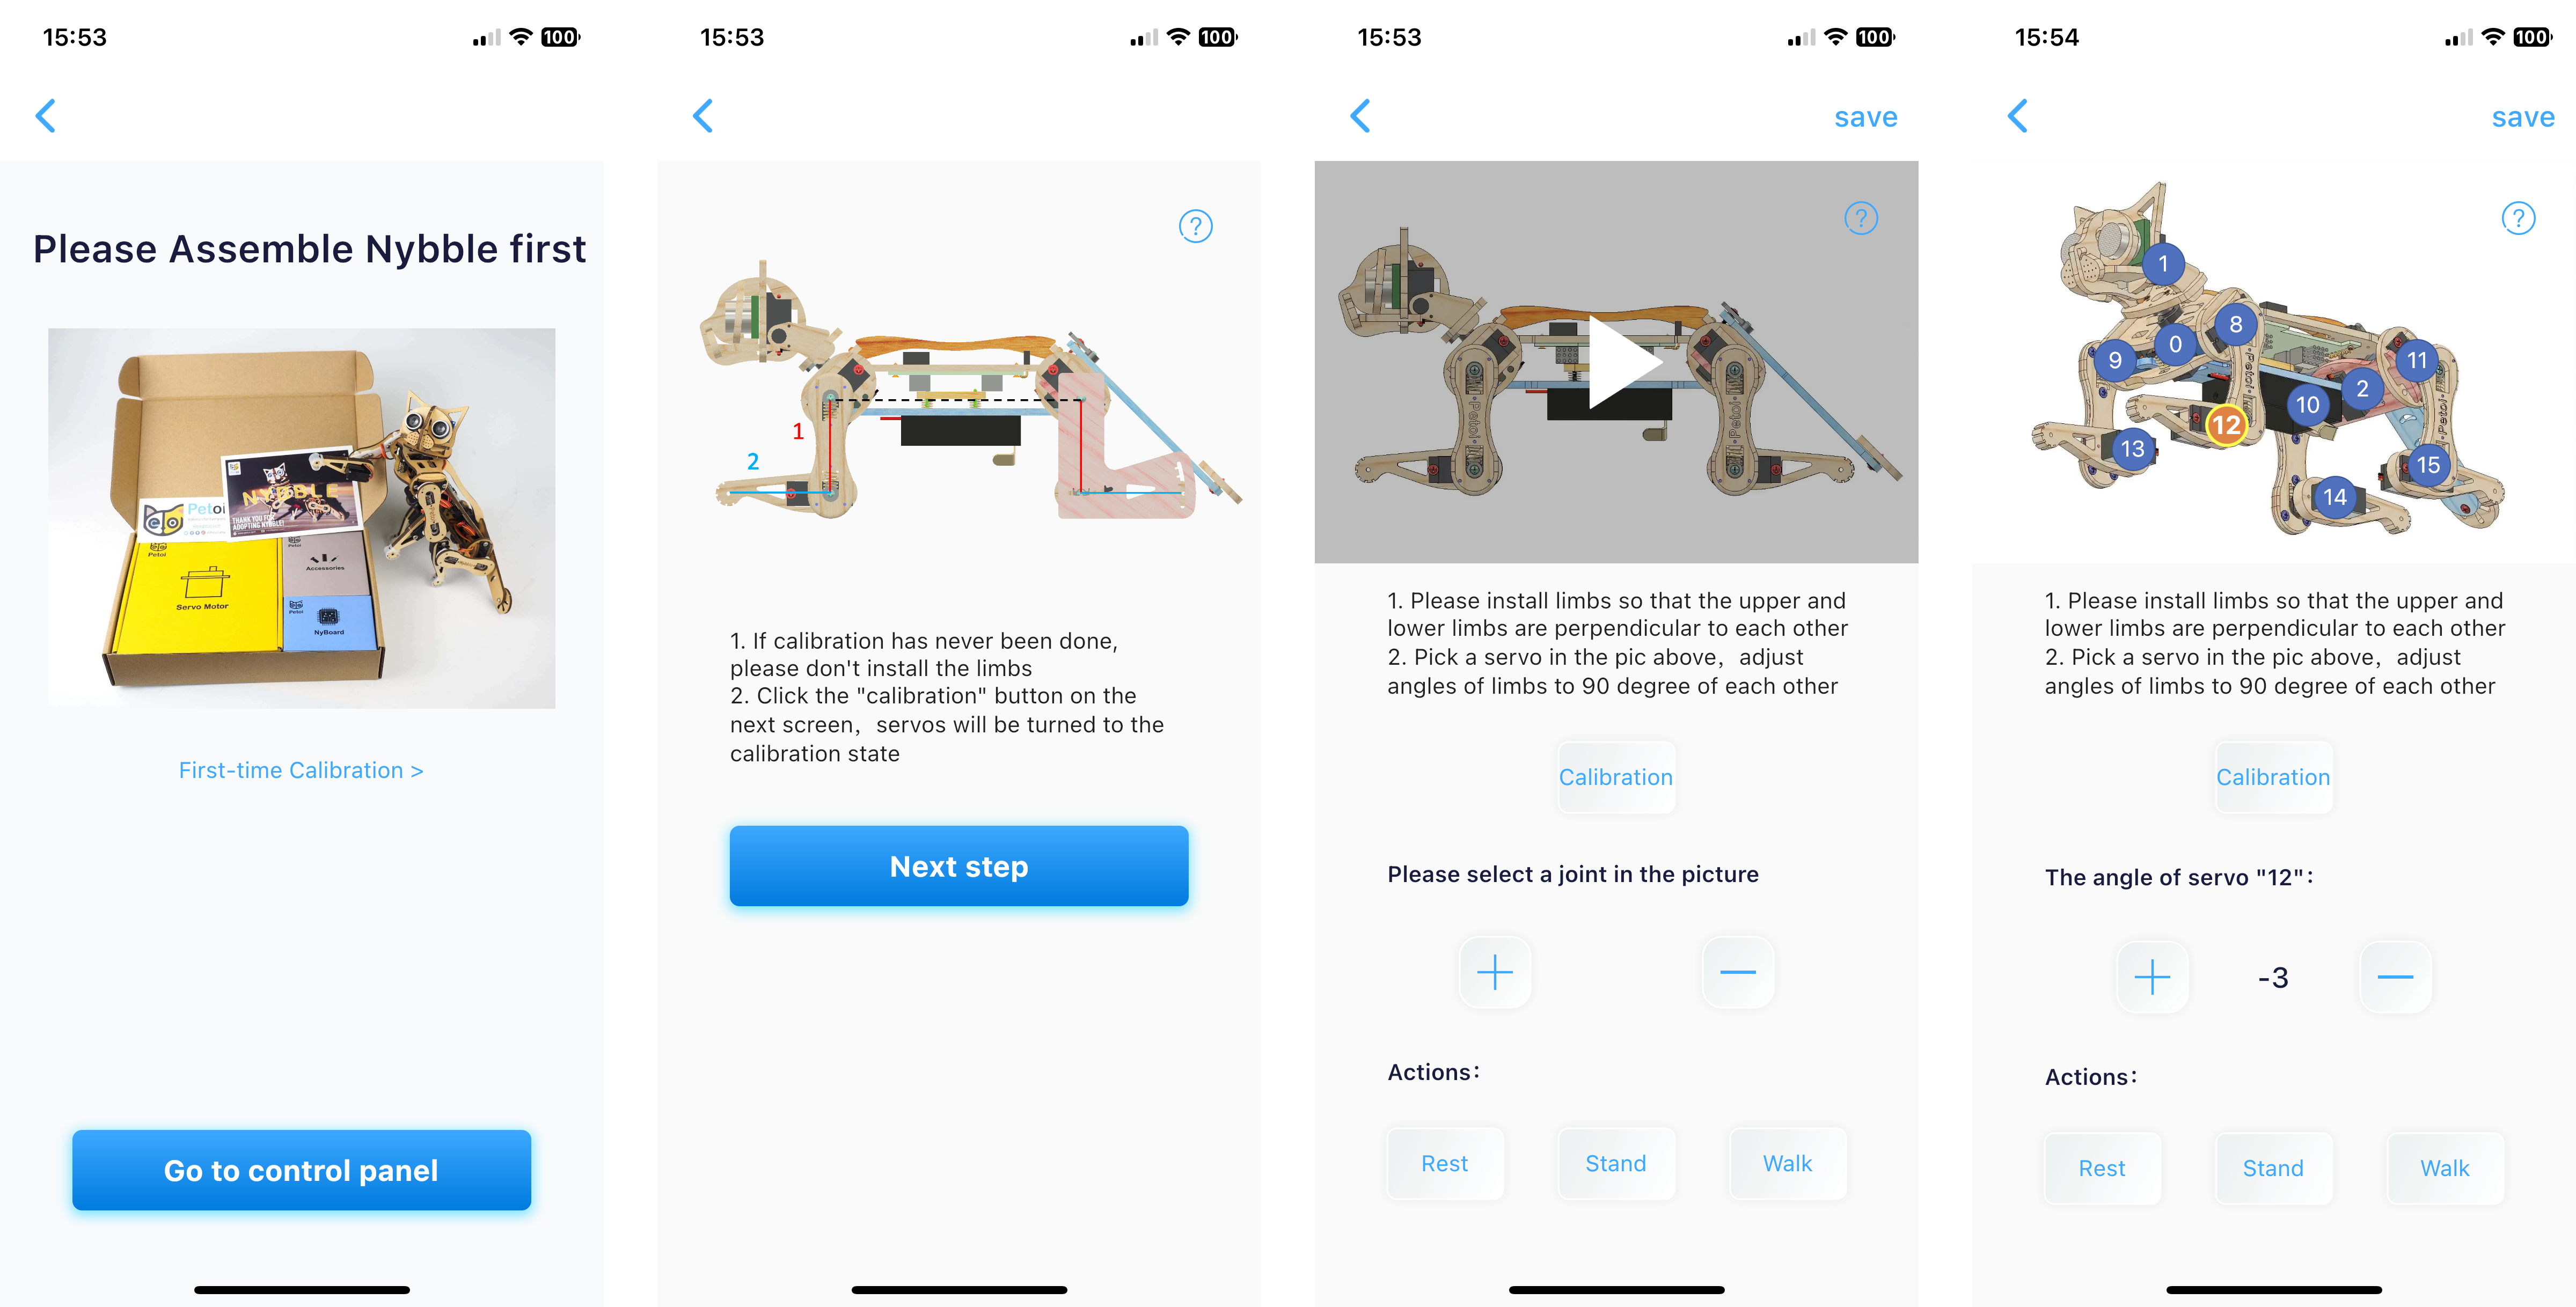 15:53
100
Please Assemble Nybble first
Petoi
NYBBLE
THANK YOU FOR
ADOPTING NYBBLE!
Petoi
Servo Motor
Petoi
Accessories
Petoi
NyBoard
First-time Calibration >
Go to control panel
15:53
100
?
1
2
1. If calibration has never been done,
please don't install the limbs
2. Click the "calibration" button on the
next screen，servos will be turned to the
calibration state
Next step
15:53
100
save
?
Petoi
Petoi
1. Please install limbs so that the upper and
lower limbs are perpendicular to each other
2. Pick a servo in the pic above，adjust
angles of limbs to 90 degree of each other
Calibration
Please select a joint in the picture
+
−
Actions：
Rest
Stand
Walk
15:54
100
save
?
1
8
0
9
11
2
10
12
13
15
14
Petoi
Petoi
1. Please install limbs so that the upper and
lower limbs are perpendicular to each other
2. Pick a servo in the pic above，adjust
angles of limbs to 90 degree of each other
Calibration
The angle of servo "12"：
+
-3
−
Actions：
Rest
Stand
Walk